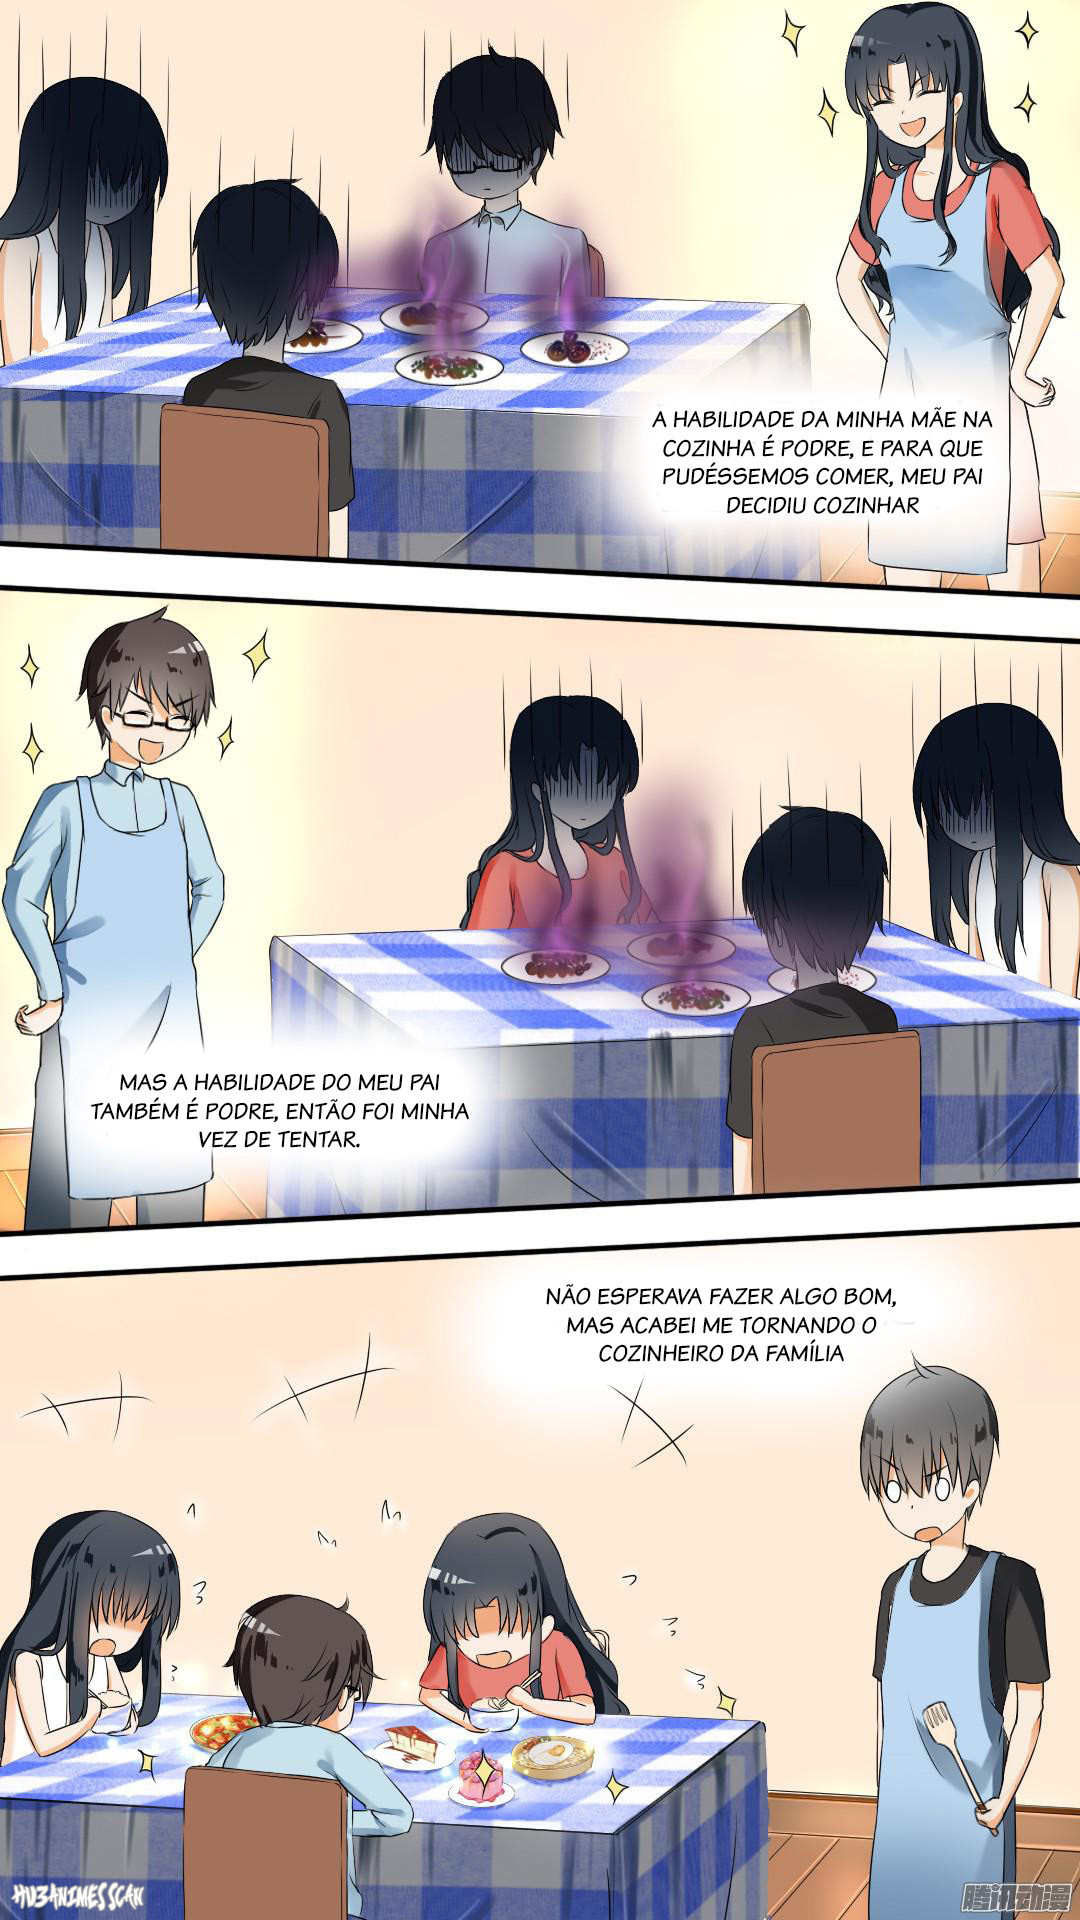 A HABILIDADE DA MINHA MÃE NA
COZINHA É PODRE, E PARA QUE
PUDÉSSEMOS COMER, MEU PAI
DECIDIU COZINHAR
MAS A HABILIDADE DO MEU PAI
TAMBÉM É PODRE, ENTÃO FOI MINHA
VEZ DE TENTAR.
NÃO ESPERAVA FAZER ALGO BOM,
MAS ACABEI ME TORNANDO O
COZINHEIRO DA FAMÍLIA
HU3ANIMESSCAN
腾讯动漫